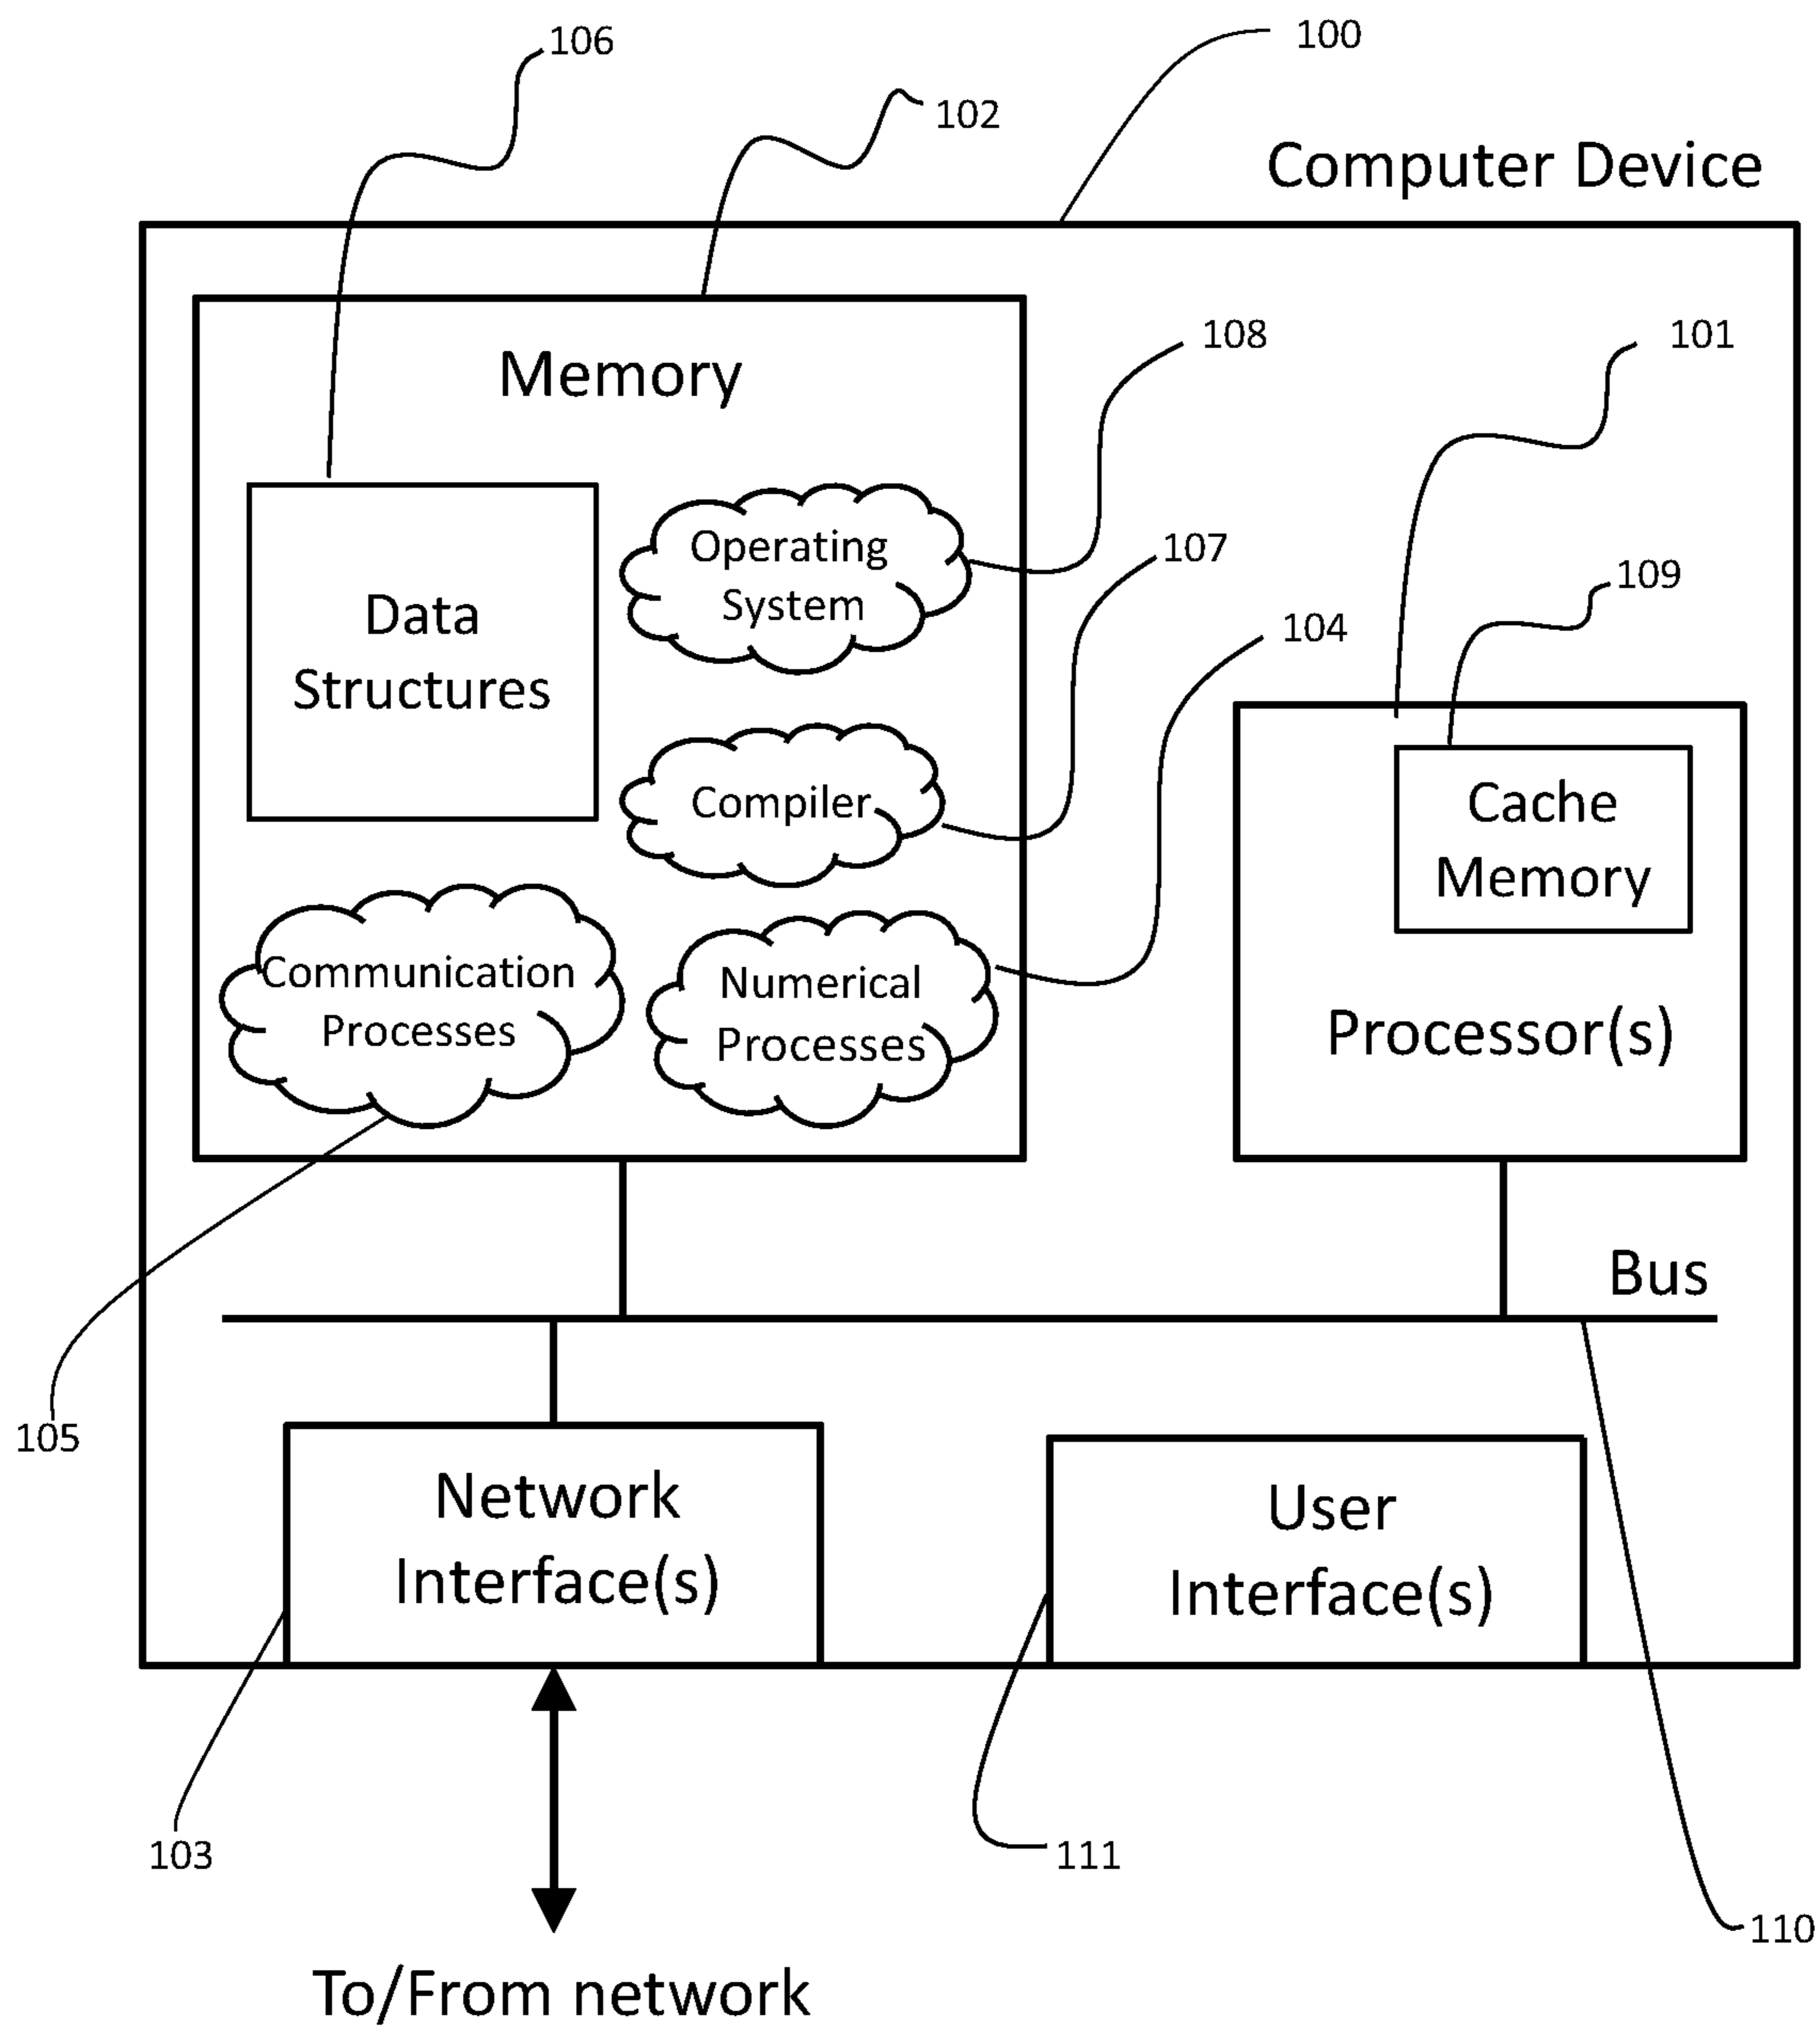 106
100
102
Computer Device
Memory
108
101
Operating
System
107
109
Data
Structures
104
Compiler
Cache
Memory
Communication
Processes
Numerical
Processes
Processor(s)
Bus
105
Network
Interface(s)
User
Interface(s)
103
111
110
To/From network